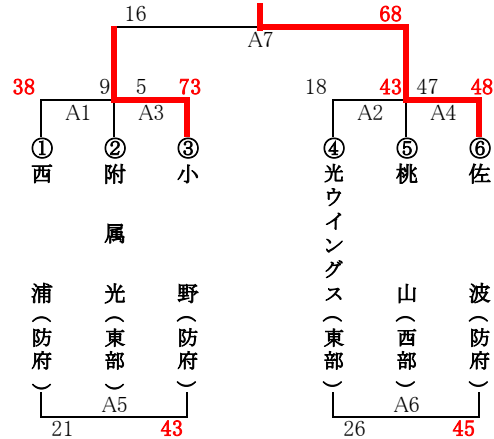 16 68
A7
38 9 5 73 18 43 47 48
A1 A3 A2 A4
① ② ③ ④ ⑤ ⑥
西浦(防府)
附属光(東部)
小野(防府)
光ウイングス(東部)
桃山(西部)
佐波(防府)
A5 A6
21 43 26 45